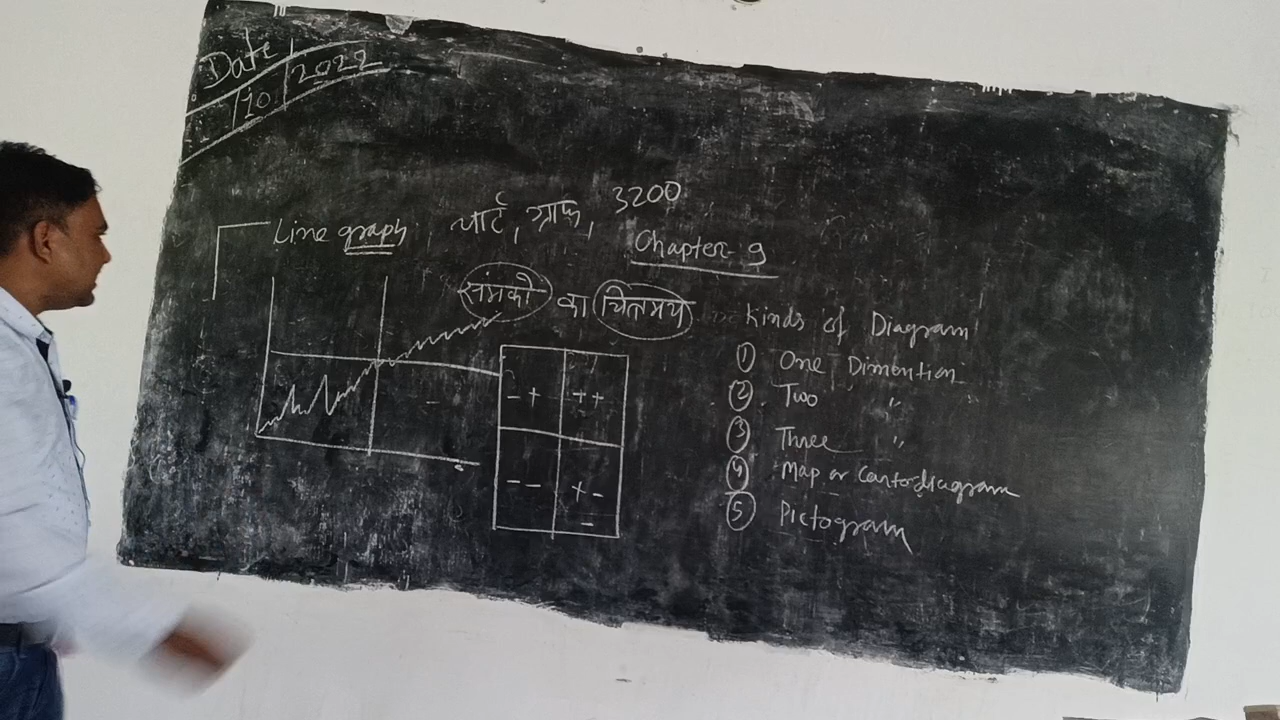 Date
10 2022
Line graph चार्ट, ग्राफ, 3200
Chapter-9
समंको का चित्रमय
Kinds of Diagram
① One Dimention
② Two "
③ Three "
④ Map or Cartodiagram
⑤ Pictogram
- + + +
- - + -